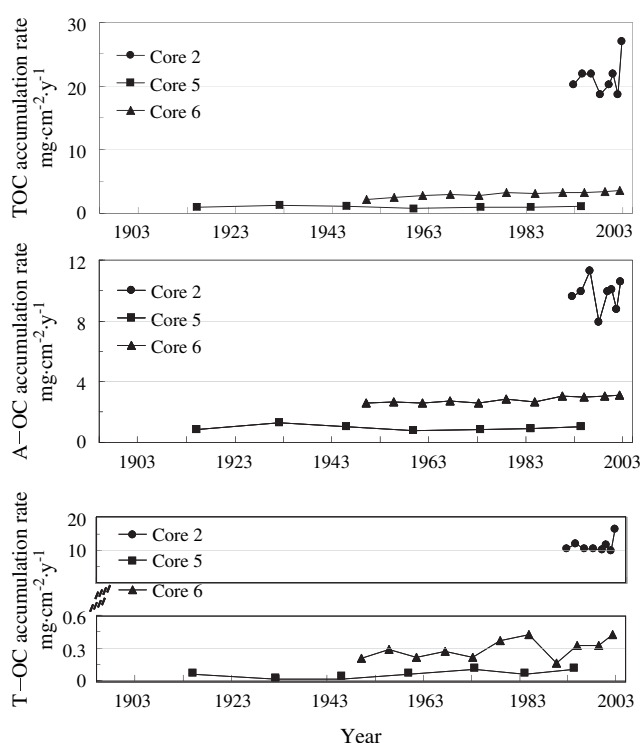 TOC accumulation rate
mg·cm-2·y-1
30
20
10
0
Core 2
Core 5
Core 6
1903 1923 1943 1963 1983 2003
A−OC accumulation rate
mg·cm-2·y-1
12
8
4
0
Core 2
Core 5
Core 6
1903 1923 1943 1963 1983 2003
T−OC accumulation rate
mg·cm-2·y-1
20
10
0.6
0.3
0
Core 2
Core 5
Core 6
1903 1923 1943 1963 1983 2003
Year